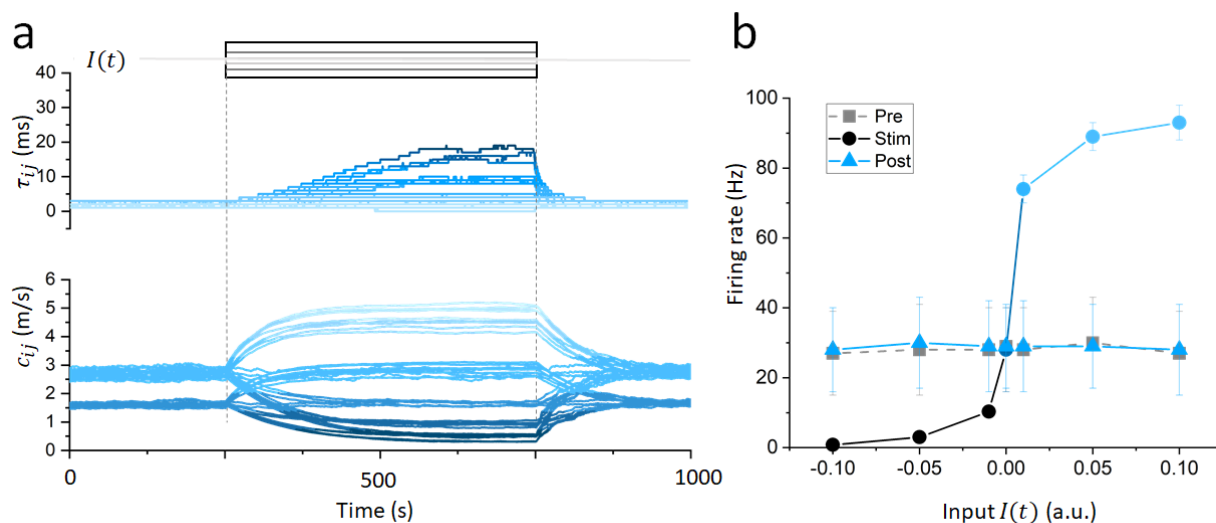 a
I(t)
40
30
20
10
0
τij (ms)
6
5
4
3
2
1
0
cij (m/s)
0
500
1000
Time (s)
b
100
80
60
40
20
0
Firing rate (Hz)
Pre
Stim
Post
-0.10
-0.05
0.00
0.05
0.10
Input I(t) (a.u.)